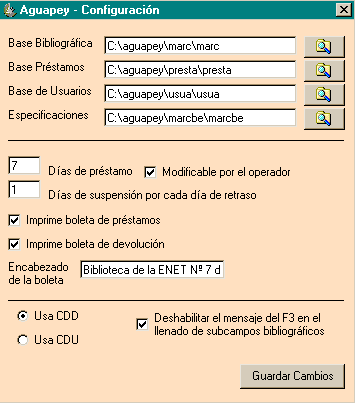 Aguapey - Configuración
Base Bibliográfica C:\aguapey\marc\marc
Base Préstamos C:\aguapey\presta\presta
Base de Usuarios C:\aguapey\usua\usua
Especificaciones C:\aguapey\marcbe\marcbe
7 Días de préstamo Modificable por el operador
1 Días de suspensión por cada día de retraso
Imprime boleta de préstamos
Imprime boleta de devolución
Encabezado
de la boleta
Biblioteca de la ENET Nº 7 d
Usa CDD
Usa CDU
Deshabilitar el mensaje del F3 en el
llenado de subcampos bibliográficos
Guardar Cambios